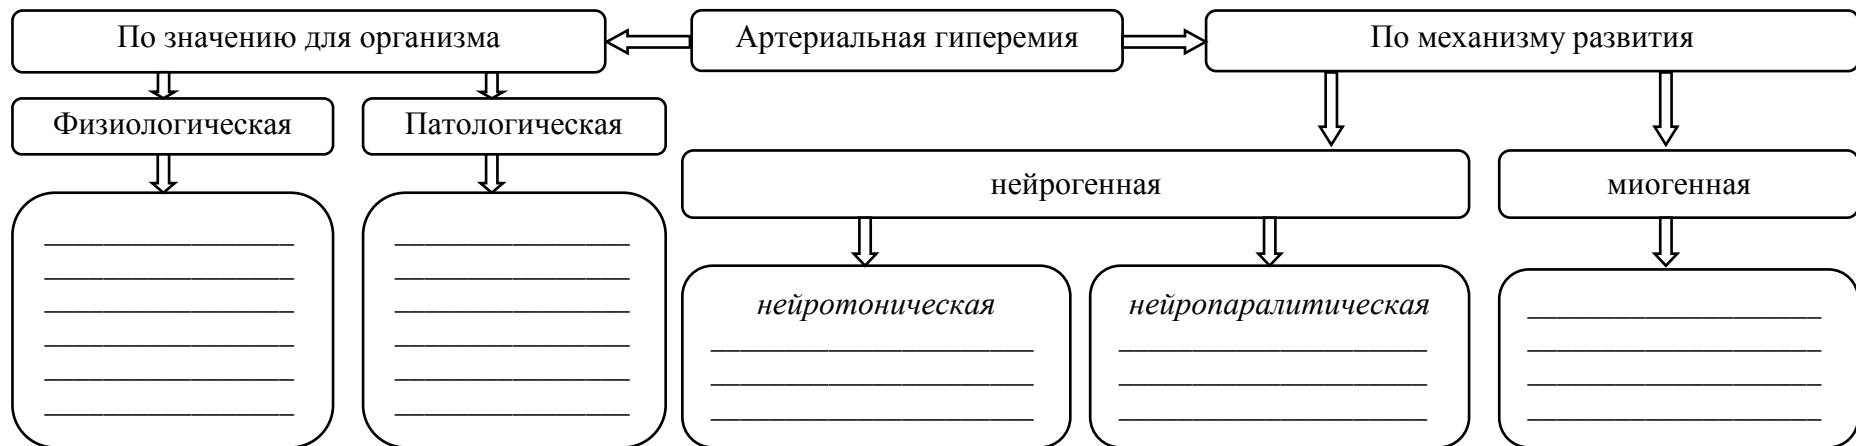 По значению для организма
Артериальная гиперемия
По механизму развития
Физиологическая
Патологическая
нейрогенная
миогенная
нейротоническая
нейропаралитическая